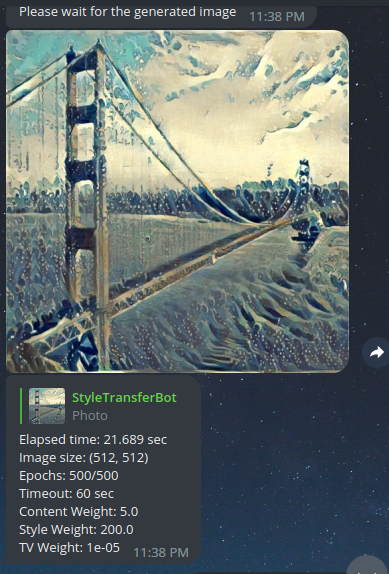 Please wait for the generated image
11:38 PM
StyleTransferBot
Photo
Elapsed time: 21.689 sec
Image size: (512, 512)
Epochs: 500/500
Timeout: 60 sec
Content Weight: 5.0
Style Weight: 200.0
TV Weight: 1e-05
11:38 PM